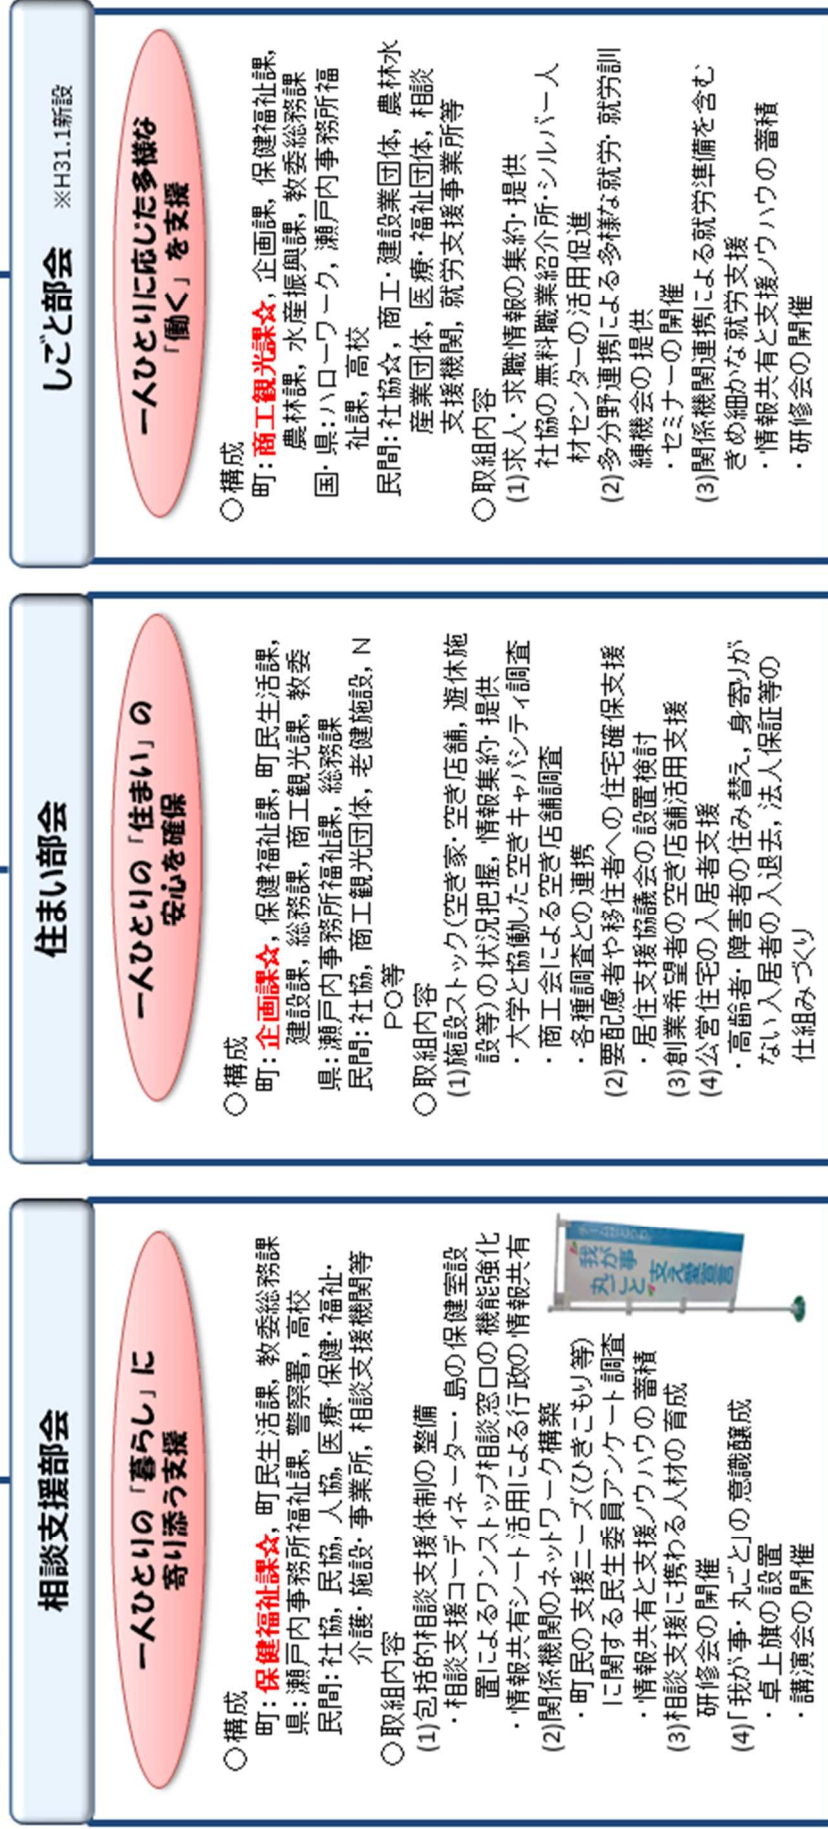 相談支援部会
一人ひとりの「暮らし」に
寄り添う支援
○構成
町：保健福祉課☆，町民生活課，教委総務課
県：瀬戸内事務所福祉課，警察署，高校
民間：社協，民協，人協，医療・保健・福祉・
介護・施設・事業所，相談支援機関等
○取組内容
(1)包括的相談支援体制の整備
・相談支援コーディネーター・島の保健室設
置によるワンストップ相談窓口の機能強化
・情報共有シート活用による行政の情報共有
(2)関係機関のネットワーク構築
・町民の支援ニーズ（ひきこもり等）
に関する民生委員アンケート調査
・情報共有と支援ノウハウの蓄積
(3)相談支援に携わる人材の育成
研修会の開催
(4)「我が事・丸ごと」の意識醸成
・卓上旗の設置
・講演会の開催
我が事
丸ごと
支え愛宣言
住まい部会
一人ひとりの「住まい」の
安心を確保
○構成
町：企画課☆，保健福祉課，町民生活課，
建設課，総務課，商工観光課，教委
県：瀬戸内事務所福祉課，総務課
民間：社協，商工観光団体，老健施設，N
PO等
○取組内容
(1)施設ストック（空き家・空き店舗，遊休施
設等）の状況把握，情報集約・提供
・大学と協働した空きキャパシティ調査
・商工会による空き店舗調査
・各種調査との連携
(2)要配慮者や移住者への住宅確保支援
・居住支援協議会の設置検討
(3)創業希望者の空き店舗活用支援
(4)公営住宅の入居者支援
・高齢者・障害者の住み替え，身寄りが
ない入居者の入退去，法人保証等の
仕組みづくり
しごと部会 ※H31.1新設
一人ひとりに応じた多様な
「働く」を支援
○構成
町：商工観光課☆，企画課，保健福祉課，
農林課，水産振興課，教委総務課
国・県：ハローワーク，瀬戸内事務所福
祉課，高校
民間：社協☆，商工・建設業団体，農林水
産業団体，医療・福祉団体，相談
支援機関，就労支援事業所等
○取組内容
(1)求人・求職情報の集約・提供
社協の無料職業紹介所・シルバー人
材センターの活用促進
(2)多分野連携による多様な就労・就労訓
練機会の提供
・セミナーの開催
(3)関係機関連携による就労準備を含む
きめ細かな就労支援
・情報共有と支援ノウハウの蓄積
・研修会の開催